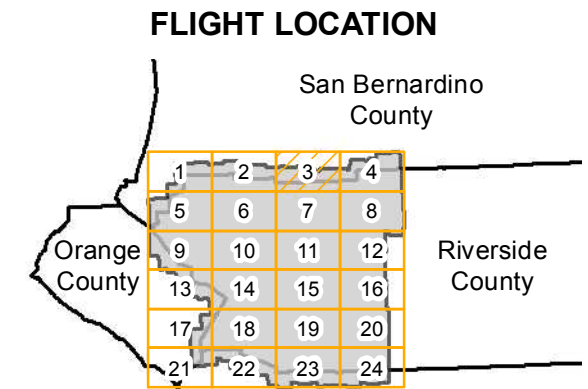 FLIGHT LOCATION
San Bernardino
County
1 2 3 4
5 6 7 8
Orange
County
9 10 11 12
Riverside
County
13 14 15 16
17 18 19 20
21 22 23 24